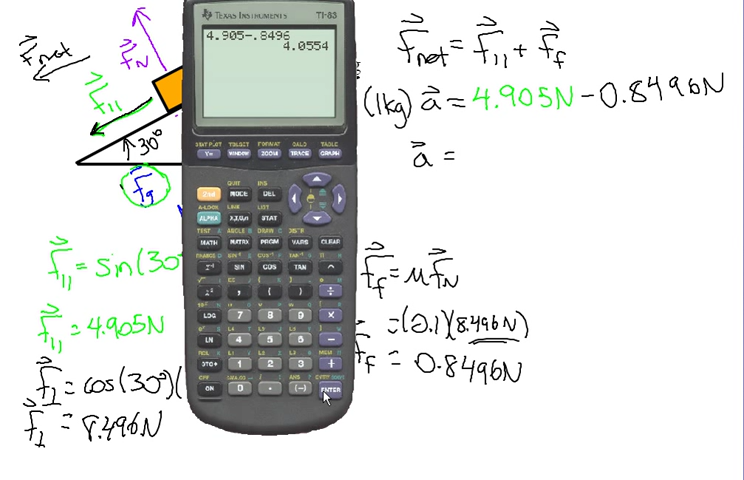 F⃗net
F⃗N
F⃗||
30°
F⃗g
F⃗net = F⃗|| + F⃗f
(1kg) a⃗ = 4.905N - 0.8496N
a⃗ =
F⃗|| = sin(30°
F⃗|| = 4.905N
F⃗⊥ = cos(30°)(
F⃗⊥ = 8.496N
F⃗f = μF⃗N
= (0.1)(8.496N)
f = 0.8496N
TEXAS INSTRUMENTS TI-83
4.905-.8496
4.0554
STAT PLOT TBLSET FORMAT CALC TABLE
Y= WINDOW ZOOM TRACE GRAPH
QUIT INS
2nd MODE DEL
A-LOCK LINK LIST
ALPHA X,T,θ,n STAT
TEST ANGLE DRAW DISTR
MATH MATRX PRGM VARS CLEAR
SIN COS TAN ^
x² , ( ) ÷
LOG 7 8 9 ×
LN 4 5 6 −
STO▸ 1 2 3 +
OFF
ON 0 . (-) ENTER